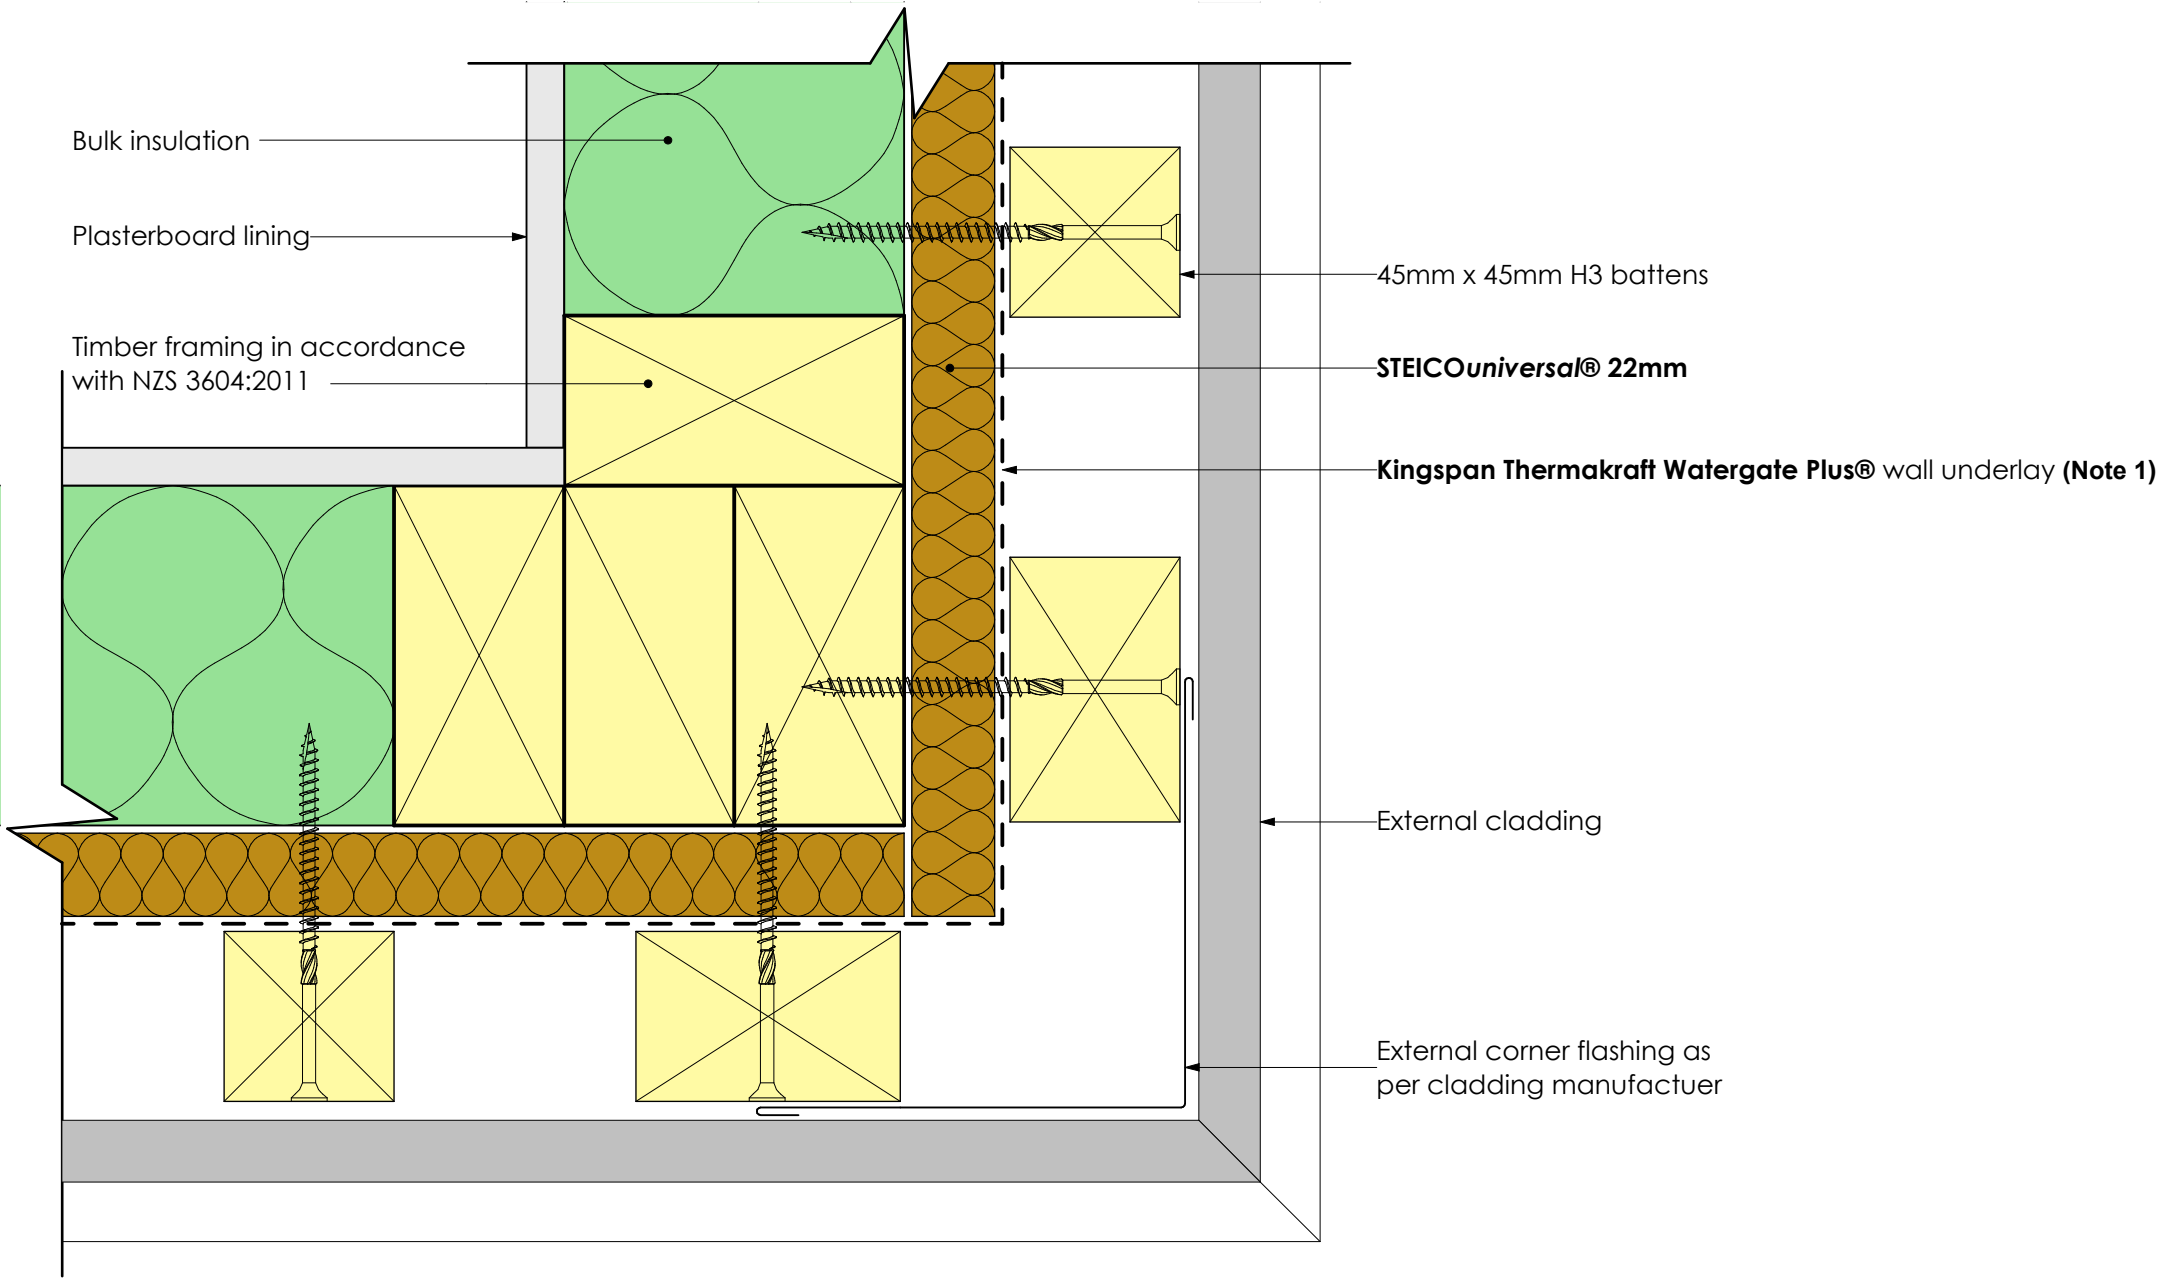 Bulk insulation
Plasterboard lining
Timber framing in accordance
with NZS 3604:2011
45mm x 45mm H3 battens
STEICOuniversal® 22mm
Kingspan Thermakraft Watergate Plus® wall underlay (Note 1)
External cladding
External corner flashing as
per cladding manufactuer